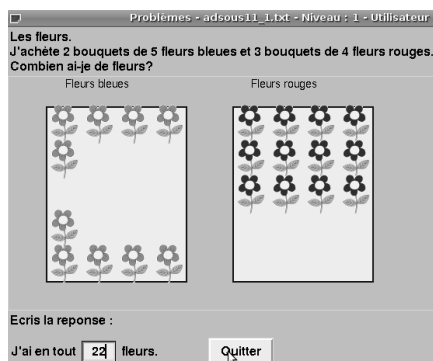 Problèmes - adsous11_1.txt - Niveau : 1 - Utilisateur
Les fleurs.
J'achète 2 bouquets de 5 fleurs bleues et 3 bouquets de 4 fleurs rouges.
Combien ai-je de fleurs?
Fleurs bleues Fleurs rouges
Ecris la reponse :
J'ai en tout 22 fleurs. Quitter